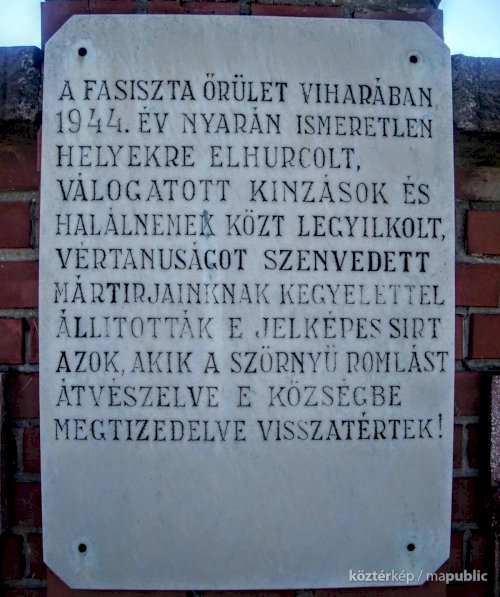 A FASISZTA ŐRÜLET VIHARÁBAN,
1944. ÉV NYARÁN ISMERETLEN
HELYEKRE ELHURCOLT,
VÁLOGATOTT KINZÁSOK ÉS
HALÁLNEMEK KÖZT LEGYILKOLT,
VÉRTANUSÁGOT SZENVEDETT
MÁRTIRJAINKNAK KEGYELETTEL
ÁLLITOTTÁK E JELKÉPES SIRT
AZOK, AKIK A SZÖRNYÜ ROMLÁST
ÁTVÉSZELVE E KÖZSÉGBE
MEGTIZEDELVE VISSZATÉRTEK!
köztérkép / mapublic